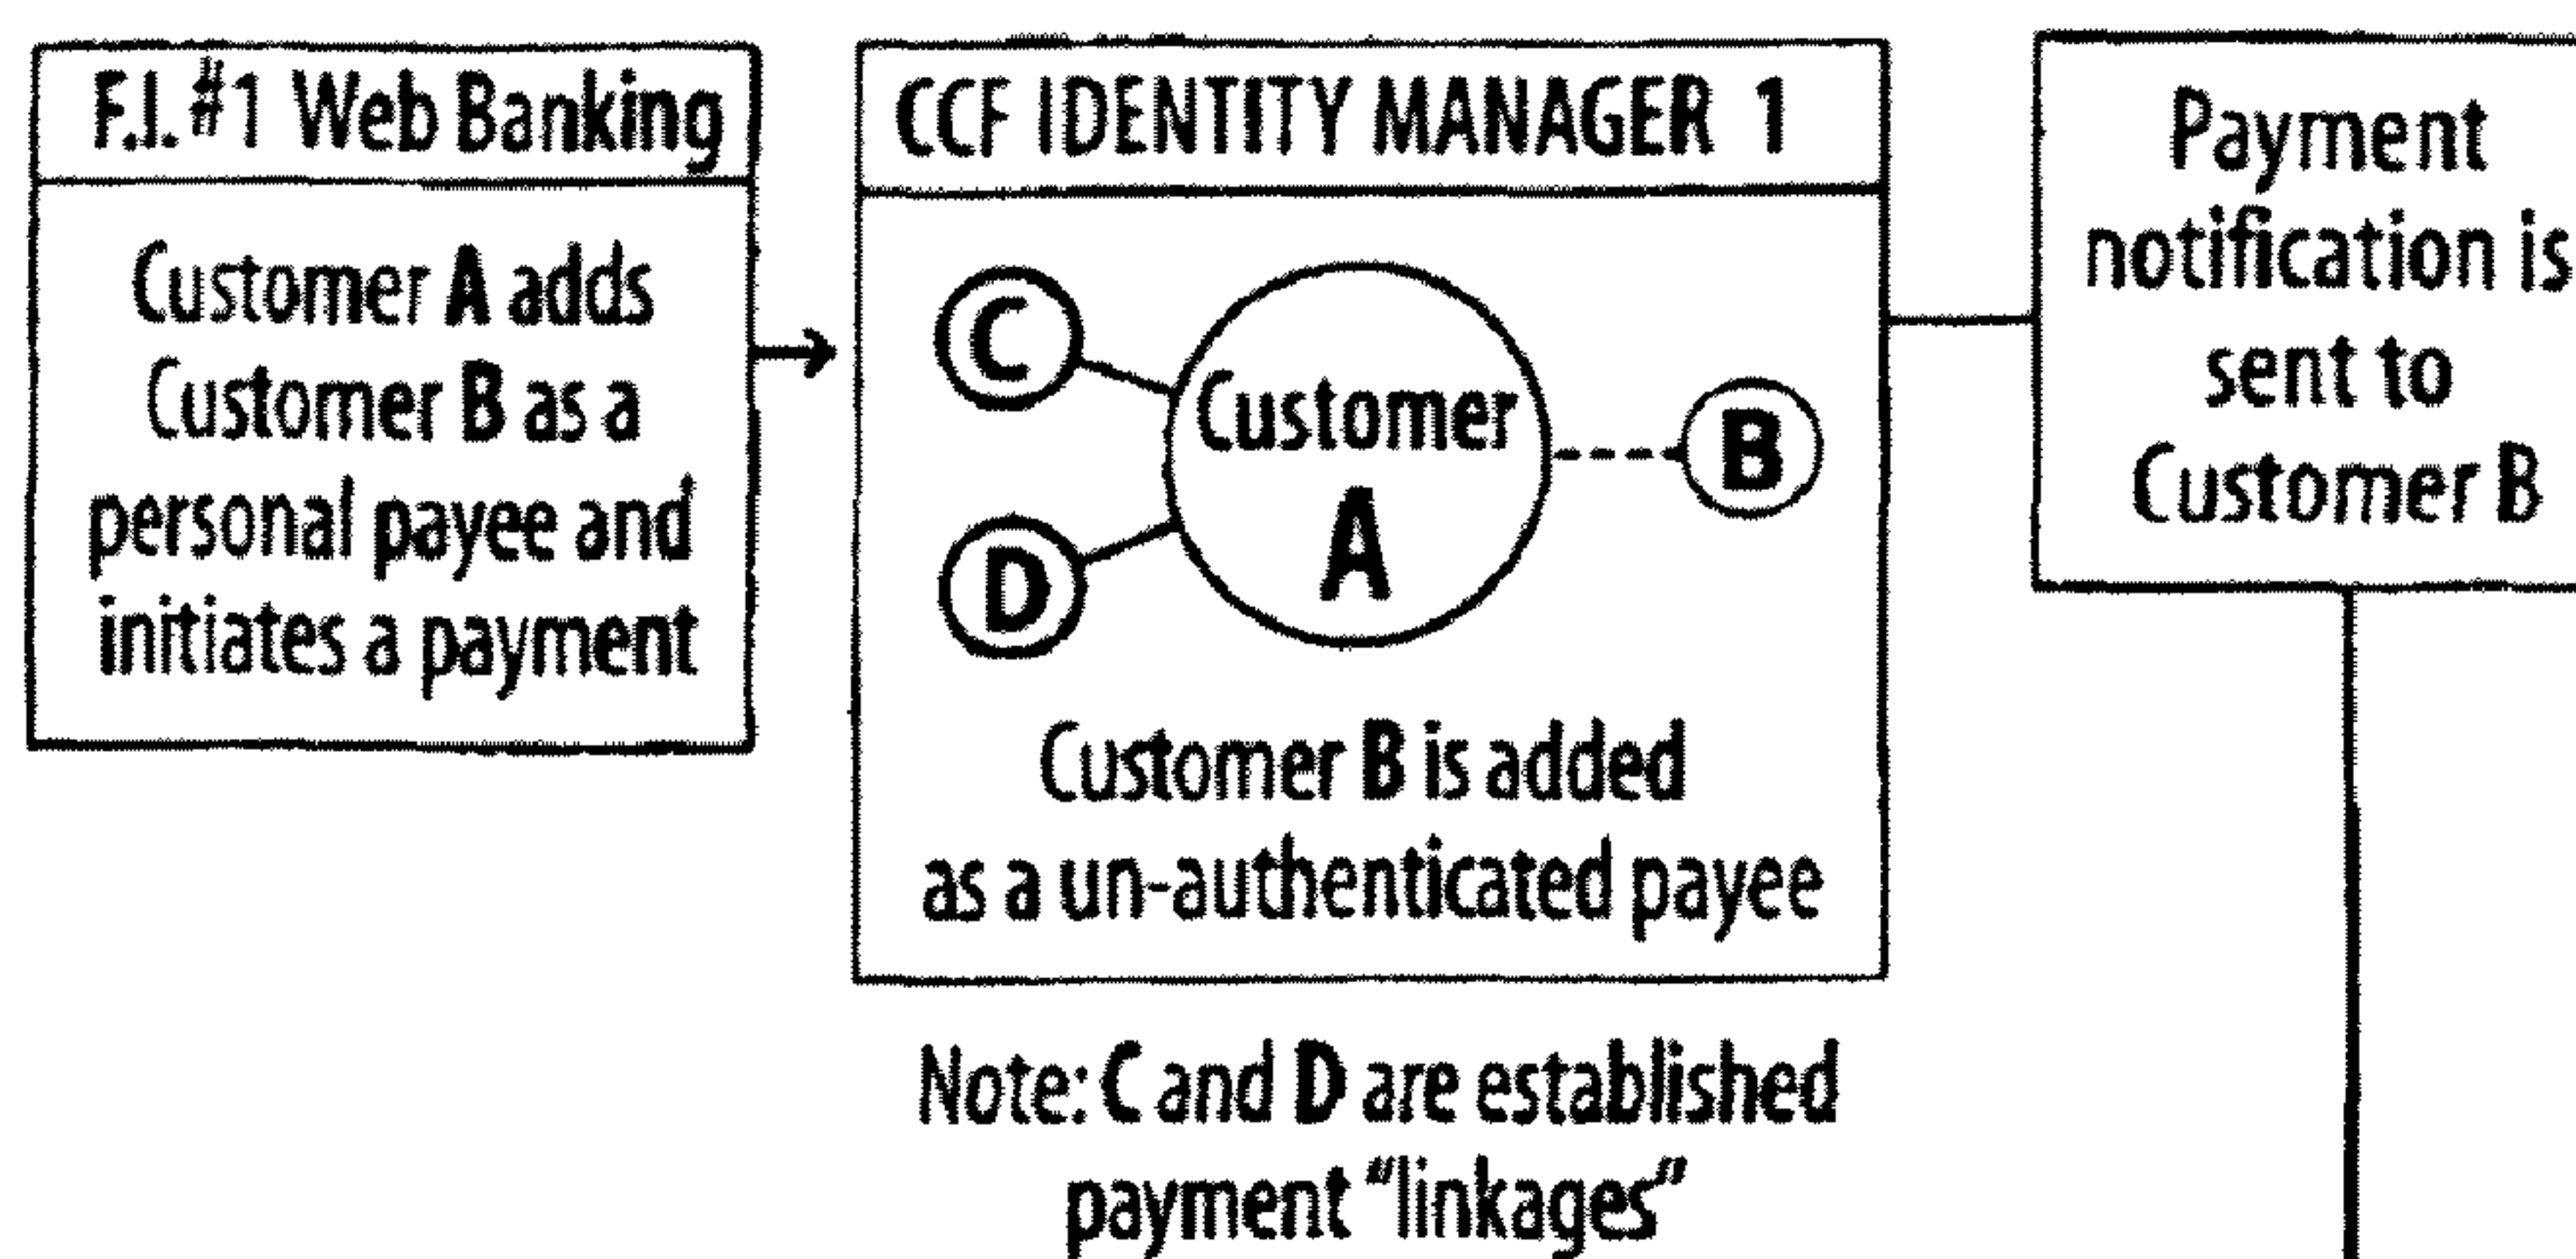 F.I. #1 Web Banking
Customer A adds
Customer B as a
personal payee and
initiates a payment
CCF IDENTITY MANAGER 1
C
Customer
A
B
D
Customer B is added
as a un-authenticated payee
Note: C and D are established
payment “linkages”
Payment
notification is
sent to
Customer B